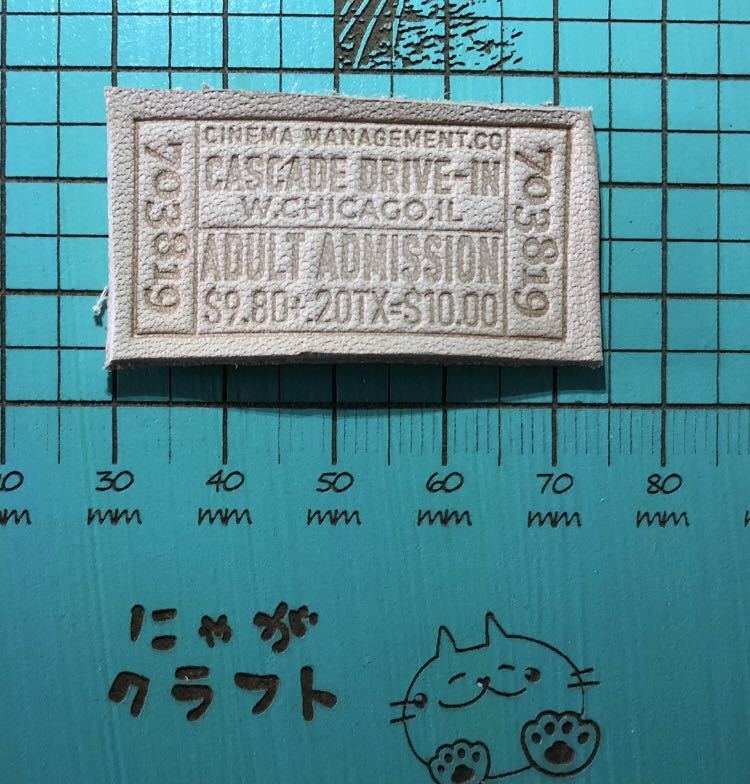 CINEMA MANAGEMENT.CO
CASCADE DRIVE-IN
W.CHICAGO.IL
ADULT ADMISSION
$9.80+.20TX=$10.00
703819
703819
30 40 50 60 70 80
mm mm mm mm mm mm mm
にゃが
クラフト